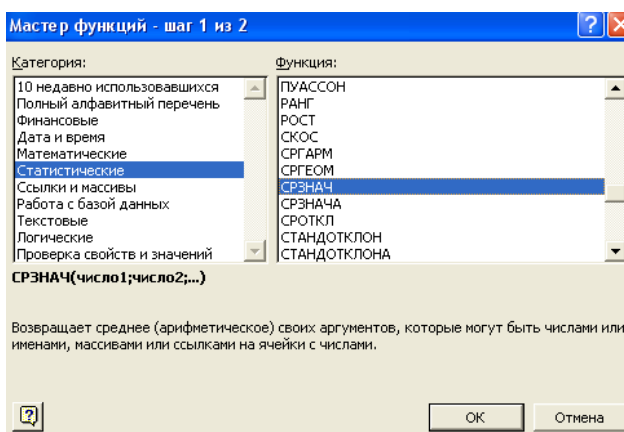 Мастер функций - шаг 1 из 2
Категория:
10 недавно использовавшихся
Полный алфавитный перечень
Финансовые
Дата и время
Математические
Статистические
Ссылки и массивы
Работа с базой данных
Текстовые
Логические
Проверка свойств и значений
Функция:
ПУАССОН
РАНГ
РОСТ
СКОС
СРГАРМ
СРГЕОМ
СРЗНАЧ
СРЗНАЧА
СРОТКЛ
СТАНДОТКЛОН
СТАНДОТКЛОНА
СРЗНАЧ(число1;число2;...)
Возвращает среднее (арифметическое) своих аргументов, которые могут быть числами или
именами, массивами или ссылками на ячейки с числами.
ОК
Отмена